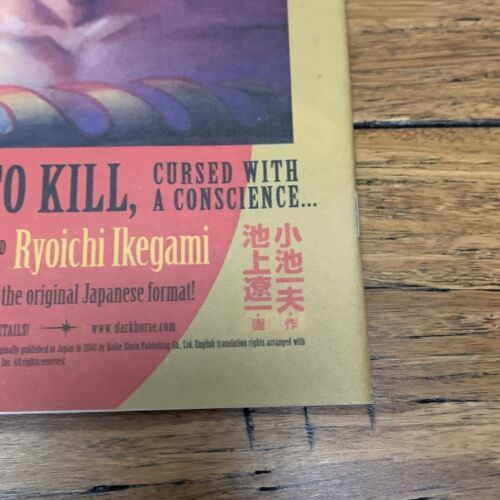 TO KILL, CURSED WITH
A CONSCIENCE...
Ryoichi Ikegami
the original Japanese format!
www.darkhorse.com
published in Japan in 2000 by Koike Shoin Publishing Co., Ltd. English translation rights arranged with
Inc. All rights reserved.
小池一夫・作
池上遼一・画